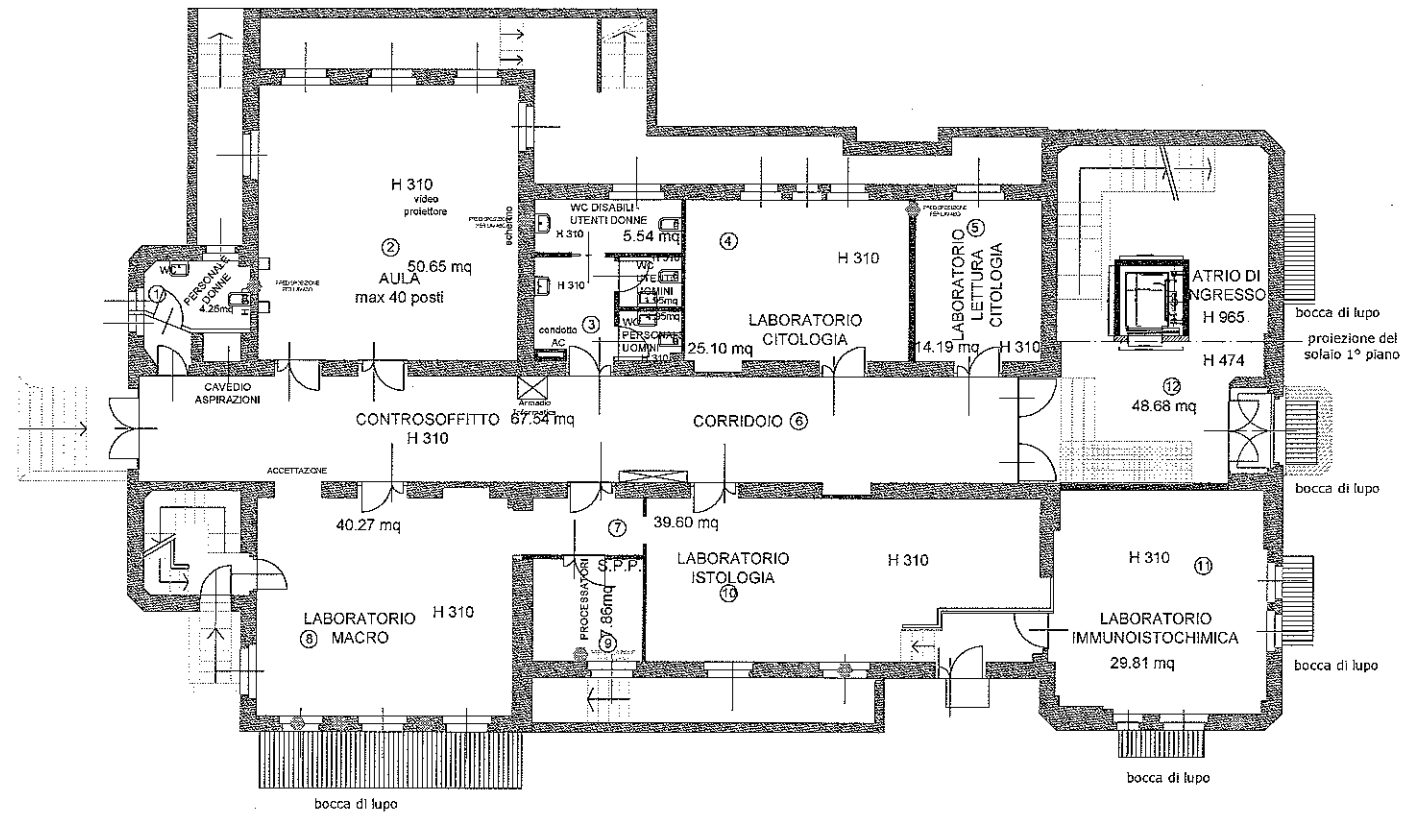 H 310
video
proiettore
schermo
2
50.65 mq
AULA
max 40 posti
WC DISABILI
UTENTI DONNE
H 310
5.54 mq
WC
UTENTI
UOMINI
H 310
3
condotto
AC
WC
PERSONALE
UOMINI
4
H 310
LABORATORIO
CITOLOGIA
25.10 mq
PREDISPOSIZIONE
PER LAVABO
5
LABORATORIO
LETTURA
CITOLOGIA
14.19 mq
H 310
WC
1
PERSONALE
DONNE
4.26mq
ATRIO DI
INGRESSO
H 965
bocca di lupo
proiezione del
solaio 1° piano
H 474
12
48.68 mq
bocca di lupo
CAVEDIO
ASPIRAZIONI
CONTROSOFFITTO
H 310
Armadio
67.54 mq
CORRIDOIO 6
ACCETTAZIONE
40.27 mq
7
39.60 mq
LABORATORIO
ISTOLOGIA
10
H 310
S.P.P.
PROCESSATORI
9
LABORATORIO
MACRO
8
H 310
H 310
11
LABORATORIO
IMMUNOISTOCHIMICA
29.81 mq
bocca di lupo
bocca di lupo
bocca di lupo